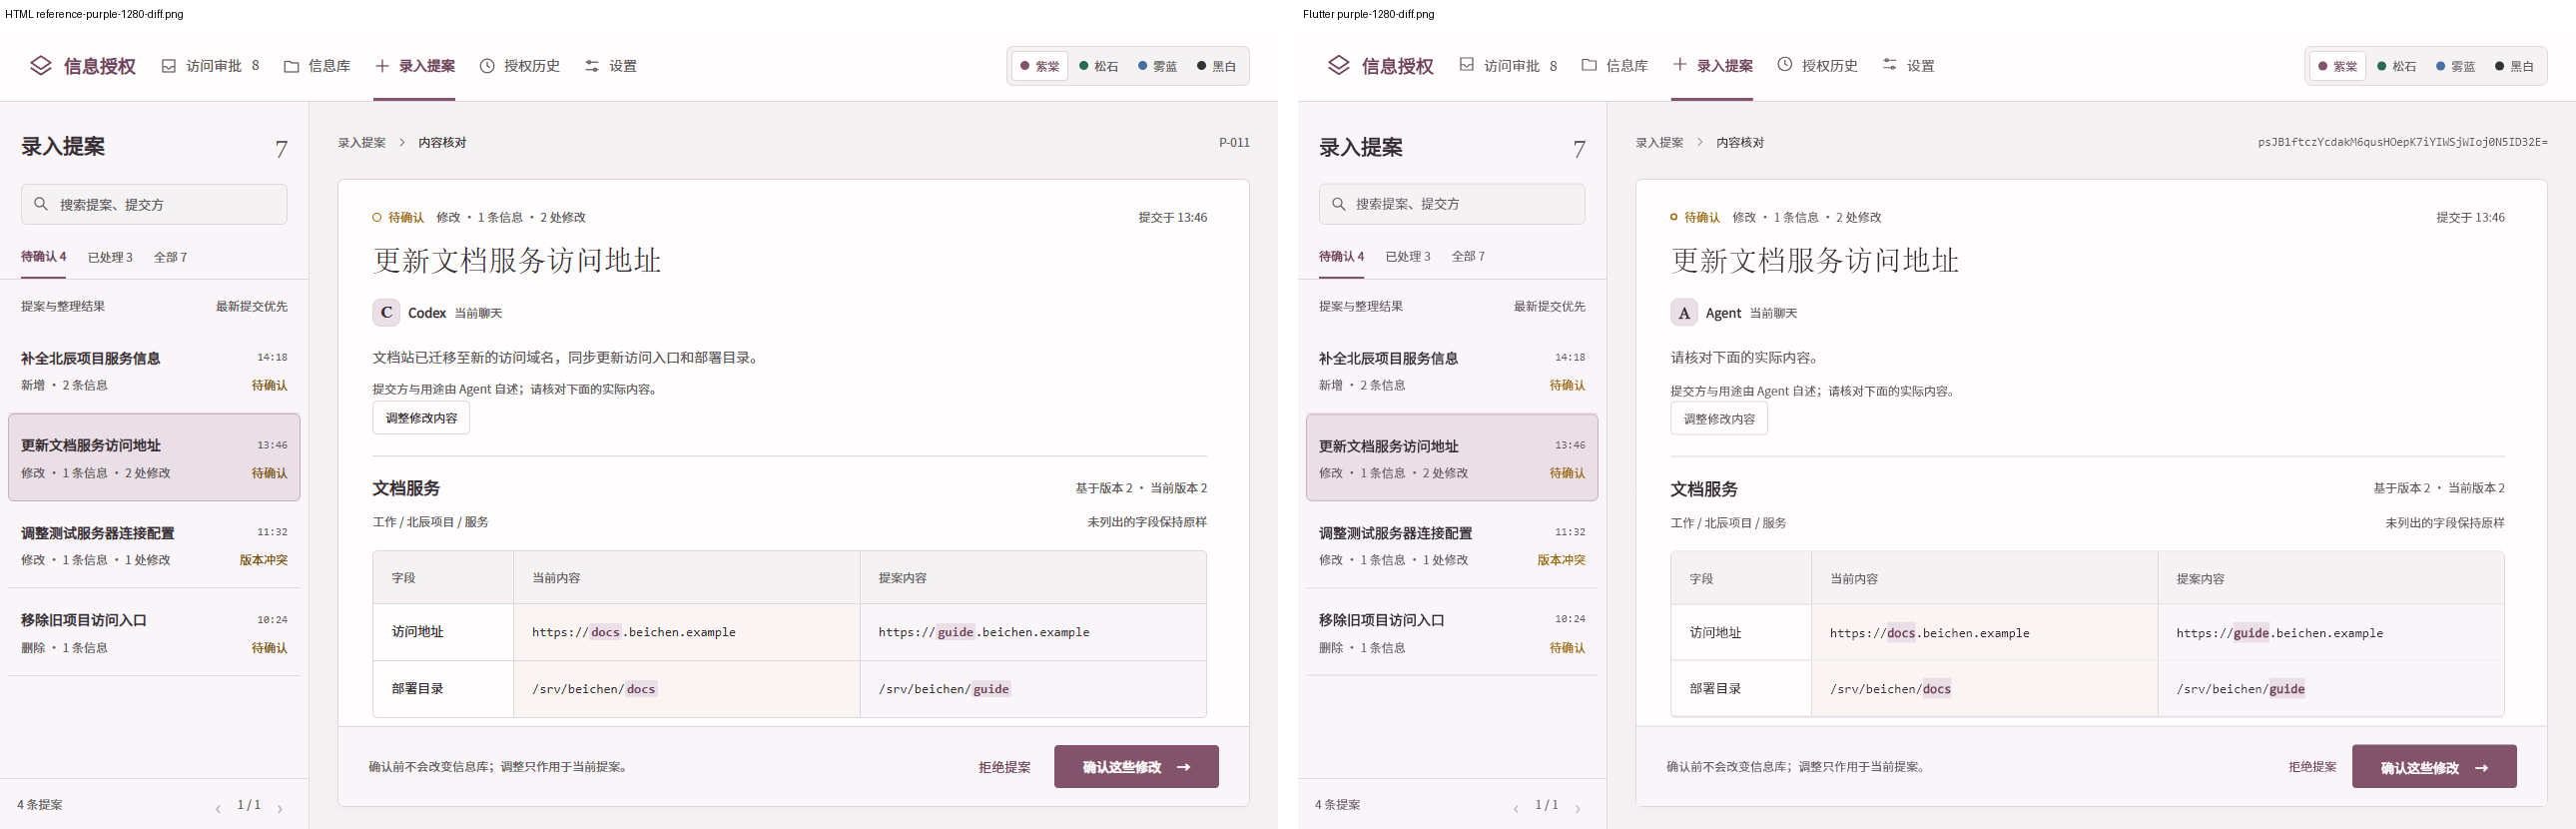 HTML reference-purple-1280-diff.png
信息授权 访问审批 8 信息库 录入提案 授权历史 设置 紫棠 松石 雾蓝 黑白
录入提案 7
搜索提案、提交方
待确认 4 已处理 3 全部 7
提案与整理结果 最新提交优先
补全北辰项目服务信息 14:18
新增 · 2 条信息 待确认
更新文档服务访问地址 13:46
修改 · 1 条信息 · 2 处修改 待确认
调整测试服务器连接配置 11:32
修改 · 1 条信息 · 1 处修改 版本冲突
移除旧项目访问入口 10:24
删除 · 1 条信息 待确认
4 条提案 ‹ 1 / 1 ›
录入提案 > 内容核对 P-011
待确认 修改 · 1 条信息 · 2 处修改 提交于 13:46
更新文档服务访问地址
C Codex 当前聊天
文档站已迁移至新的访问域名，同步更新访问入口和部署目录。
提交方与用途由 Agent 自述；请核对下面的实际内容。
调整修改内容
文档服务 基于版本 2 · 当前版本 2
工作 / 北辰项目 / 服务 未列出的字段保持原样
字段 当前内容 提案内容
访问地址 https://docs.beichen.example https://guide.beichen.example
部署目录 /srv/beichen/docs /srv/beichen/guide
确认前不会改变信息库；调整只作用于当前提案。 拒绝提案 确认这些修改 →
Flutter purple-1280-diff.png
信息授权 访问审批 8 信息库 录入提案 授权历史 设置 紫棠 松石 雾蓝 黑白
录入提案 7
搜索提案、提交方
待确认 4 已处理 3 全部 7
提案与整理结果 最新提交优先
补全北辰项目服务信息 14:18
新增 · 2 条信息 待确认
更新文档服务访问地址 13:46
修改 · 1 条信息 · 2 处修改 待确认
调整测试服务器连接配置 11:32
修改 · 1 条信息 · 1 处修改 版本冲突
移除旧项目访问入口 10:24
删除 · 1 条信息 待确认
4 条提案 ‹ 1 / 1 ›
录入提案 > 内容核对 psJB1ftczYcdakM6qusHOepK7iYIWSjWIoj0N5ID32E=
待确认 修改 · 1 条信息 · 2 处修改 提交于 13:46
更新文档服务访问地址
A Agent 当前聊天
请核对下面的实际内容。
提交方与用途由 Agent 自述；请核对下面的实际内容。
调整修改内容
文档服务 基于版本 2 · 当前版本 2
工作 / 北辰项目 / 服务 未列出的字段保持原样
字段 当前内容 提案内容
访问地址 https://docs.beichen.example https://guide.beichen.example
部署目录 /srv/beichen/docs /srv/beichen/guide
确认前不会改变信息库；调整只作用于当前提案。 拒绝提案 确认这些修改 →